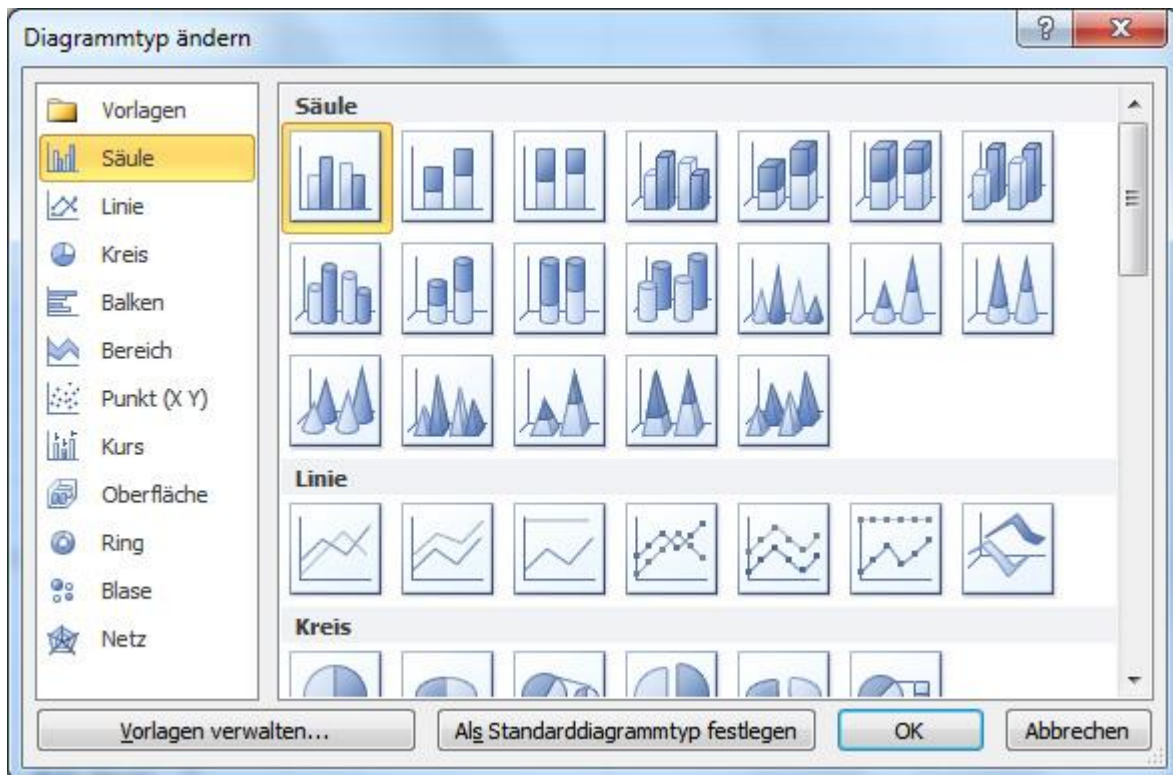 Diagrammtyp ändern
Vorlagen
Säule
Linie
Kreis
Balken
Bereich
Punkt (X Y)
Kurs
Oberfläche
Ring
Blase
Netz
Säule
Linie
Kreis
Vorlagen verwalten...
Als Standarddiagrammtyp festlegen
OK
Abbrechen